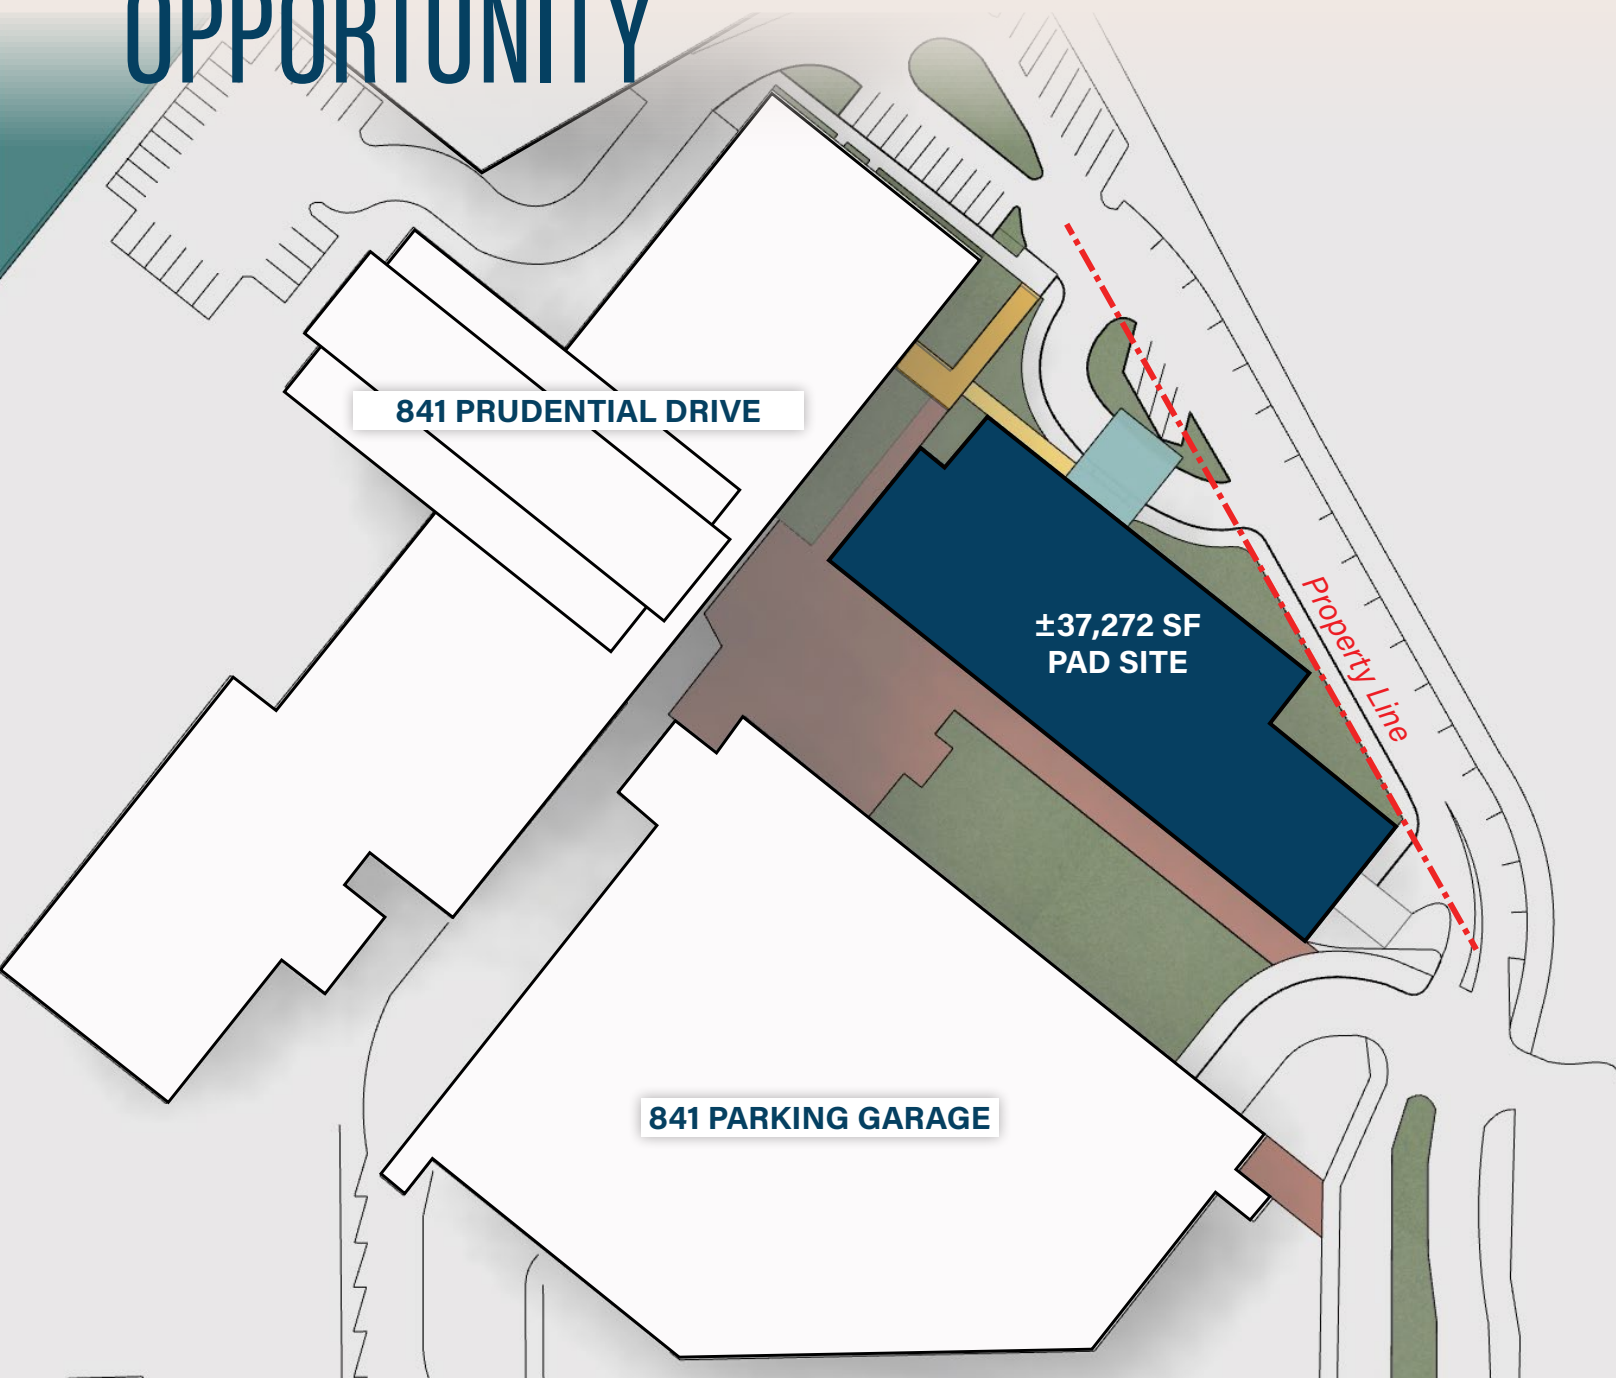 OPPORTUNITY
841 PRUDENTIAL DRIVE
±37,272 SF
PAD SITE
Property Line
841 PARKING GARAGE